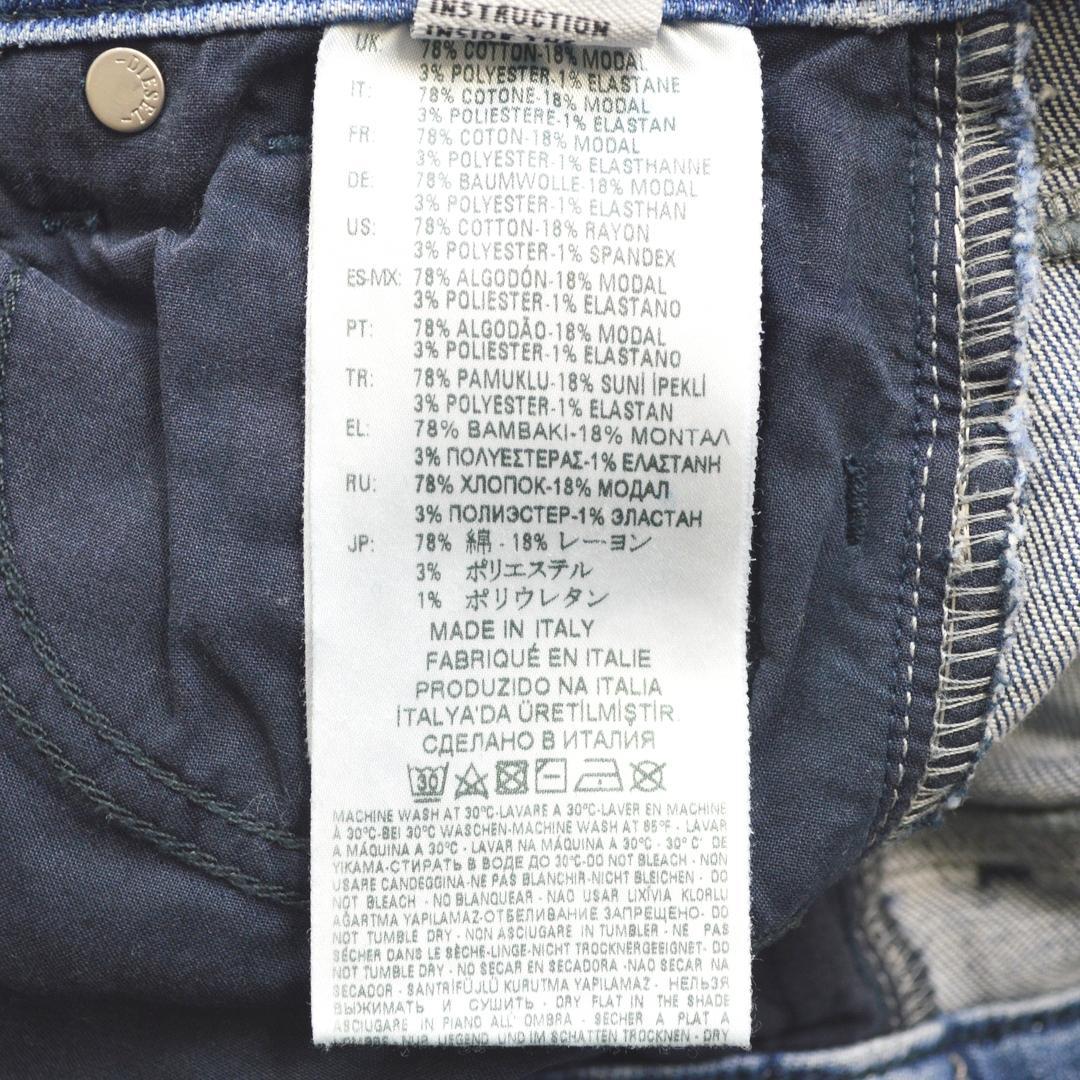 INSTRUCTION
INSIDE
DIESEL
UK: 78% COTTON-18% MODAL
3% POLYESTER-1% ELASTANE
IT: 78% COTONE-18% MODAL
3% POLIESTERE-1% ELASTAN
FR: 78% COTON-18% MODAL
3% POLYESTER-1% ELASTHANNE
DE: 78% BAUMWOLLE-18% MODAL
3% POLYESTER-1% ELASTHAN
US: 78% COTTON-18% RAYON
3% POLYESTER-1% SPANDEX
ES-MX: 78% ALGODÓN-18% MODAL
3% POLIESTER-1% ELASTANO
PT: 78% ALGODÃO-18% MODAL
3% POLIESTER-1% ELASTANO
TR: 78% PAMUKLU-18% SUNİ İPEKLİ
3% POLYESTER-1% ELASTAN
EL: 78% ΒΑΜΒΑΚΙ-18% ΜΟΝΤΑΛ
3% ΠΟΛΥΕΣΤΕΡΑΣ-1% ΕΛΑΣΤΑΝΗ
RU: 78% ХЛОПОК-18% МОДАЛ
3% ПОЛИЭСТЕР-1% ЭЛАСТАН
JP: 78% 綿 - 18% レーヨン
3% ポリエステル
1% ポリウレタン
MADE IN ITALY
FABRIQUÉ EN ITALIE
PRODUZIDO NA ITALIA
İTALYA'DA ÜRETİLMİŞTİR
СДЕЛАНО В ИТАЛИЯ
30
MACHINE WASH AT 30°C-LAVARE A 30°C-LAVER EN MACHINE
À 30°C-BEI 30°C WASCHEN-MACHINE WASH AT 85°F - LAVAR
A MÁQUINA A 30°C - LAVAR NA MÁQUINA A 30°C - 30° C' DE
YIKAMA-СТИРАТЬ В ВОДЕ ДО 30°C-DO NOT BLEACH - NON
USARE CANDEGGINA-NE PAS BLANCHIR-NICHT BLEICHEN - DO
NOT BLEACH - NO BLANQUEAR - NÃO USAR LIXÍVIA KLORLU
AĞARTMA YAPILAMAZ-ОТБЕЛИВАНИЕ ЗАПРЕЩЕНО- DO
NOT TUMBLE DRY - NON ASCIUGARE IN TUMBLER - NE PAS
SÉCHER DANS LE SÈCHE-LINGE-NICHT TROCKNERGEEIGNET- DO
NOT TUMBLE DRY - NO SECAR EN SECADORA -NÃO SECAR NA
SECADOR - SANTRİFÜJLÜ KURUTMA YAPILAMAZ - НЕЛЬЗЯ
ВЫЖИМАТЬ И СУШИТЬ - DRY FLAT IN THE SHADE
ASCIUGARE IN PIANO ALL' OMBRA - SÉCHER A PLAT A
NUR LIEGEND UND IM SCHATTEN TROCKNEN - DRY